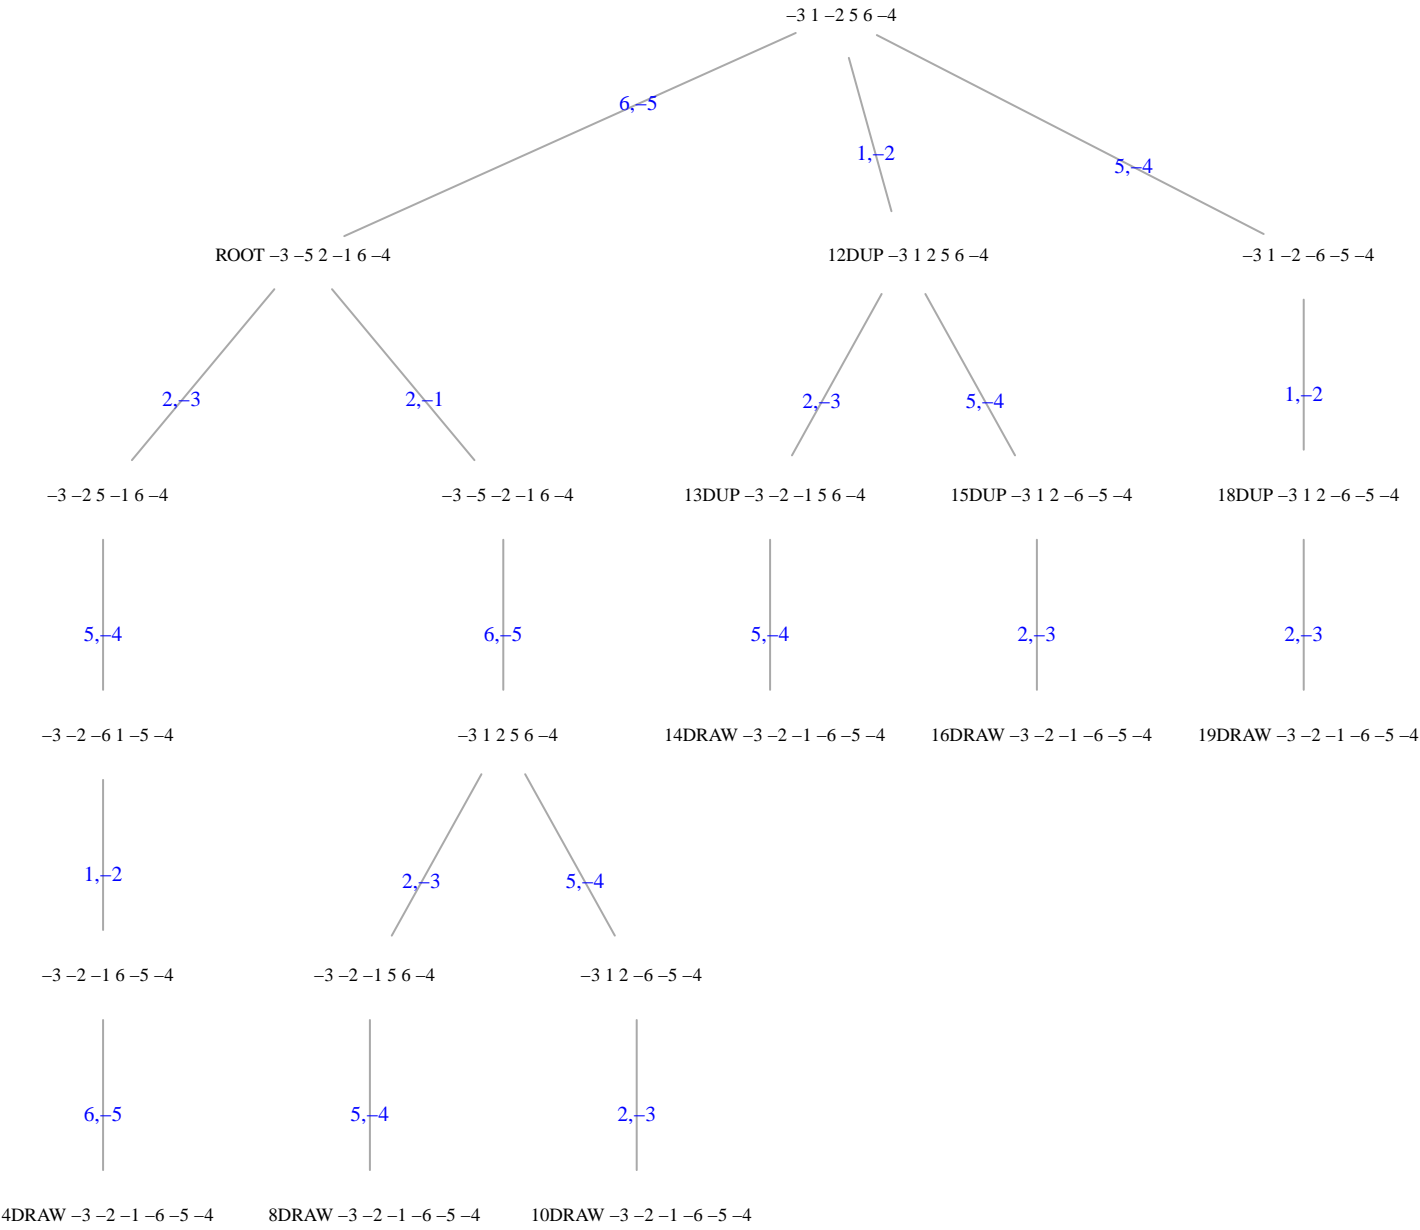 –3 1 –2 5 6 –4
6,–5
1,–2
5,–4
ROOT –3 –5 2 –1 6 –4
12DUP –3 1 2 5 6 –4
–3 1 –2 –6 –5 –4
2,–3
2,–1
2,–3
5,–4
1,–2
–3 –2 5 –1 6 –4
–3 –5 –2 –1 6 –4
13DUP –3 –2 –1 5 6 –4
15DUP –3 1 2 –6 –5 –4
18DUP –3 1 2 –6 –5 –4
5,–4
6,–5
5,–4
2,–3
2,–3
–3 –2 –6 1 –5 –4
–3 1 2 5 6 –4
14DRAW –3 –2 –1 –6 –5 –4
16DRAW –3 –2 –1 –6 –5 –4
19DRAW –3 –2 –1 –6 –5 –4
1,–2
2,–3
5,–4
–3 –2 –1 6 –5 –4
–3 –2 –1 5 6 –4
–3 1 2 –6 –5 –4
6,–5
5,–4
2,–3
4DRAW –3 –2 –1 –6 –5 –4
8DRAW –3 –2 –1 –6 –5 –4
10DRAW –3 –2 –1 –6 –5 –4